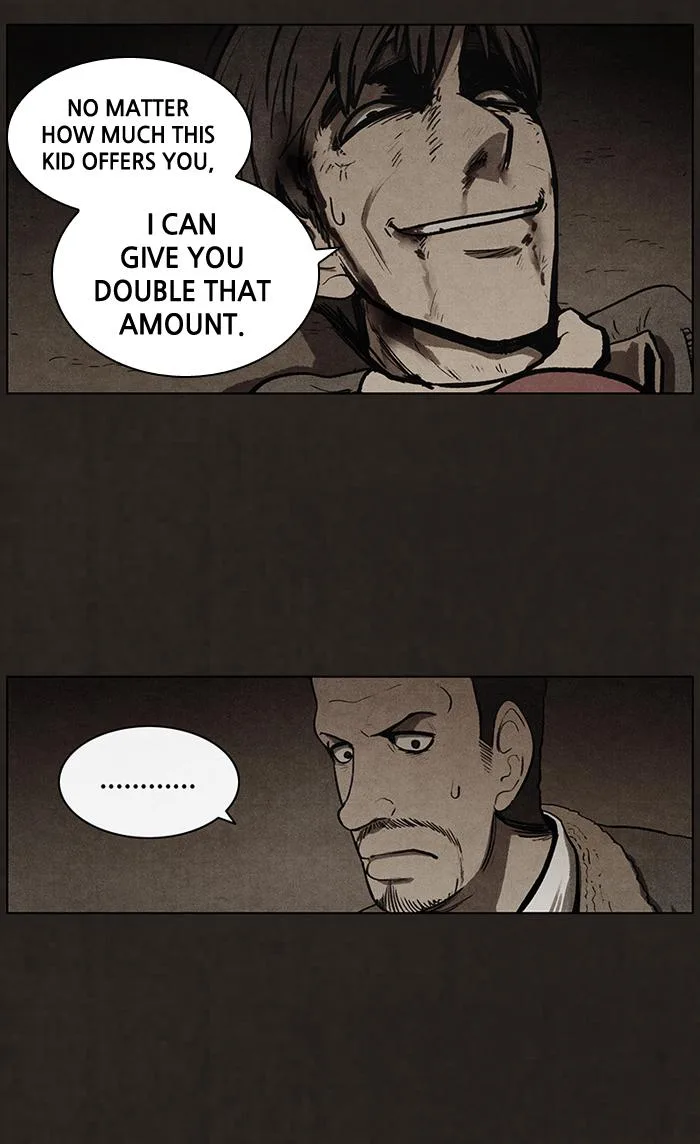 NO MATTER
HOW MUCH THIS
KID OFFERS YOU,
I CAN
GIVE YOU
DOUBLE THAT
AMOUNT.
............